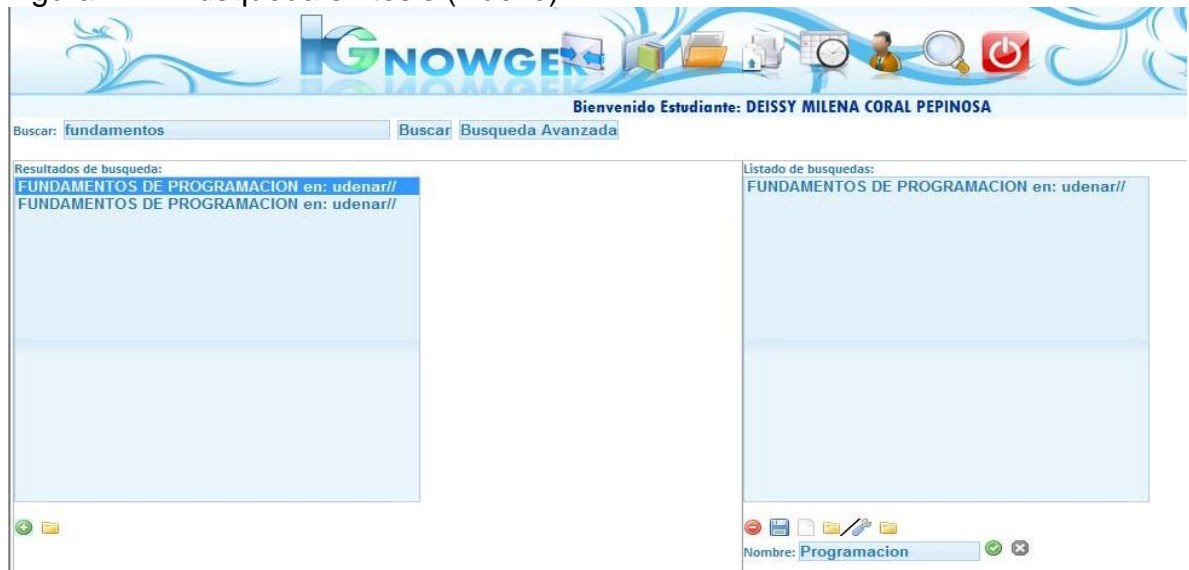 IGNOWGER
Bienvenido Estudiante: DEISSY MILENA CORAL PEPINOSA
Buscar: fundamentos Buscar Busqueda Avanzada
Resultados de busqueda:
FUNDAMENTOS DE PROGRAMACION en: udenar//
FUNDAMENTOS DE PROGRAMACION en: udenar//
Listado de busquedas:
FUNDAMENTOS DE PROGRAMACION en: udenar//
Nombre: Programacion